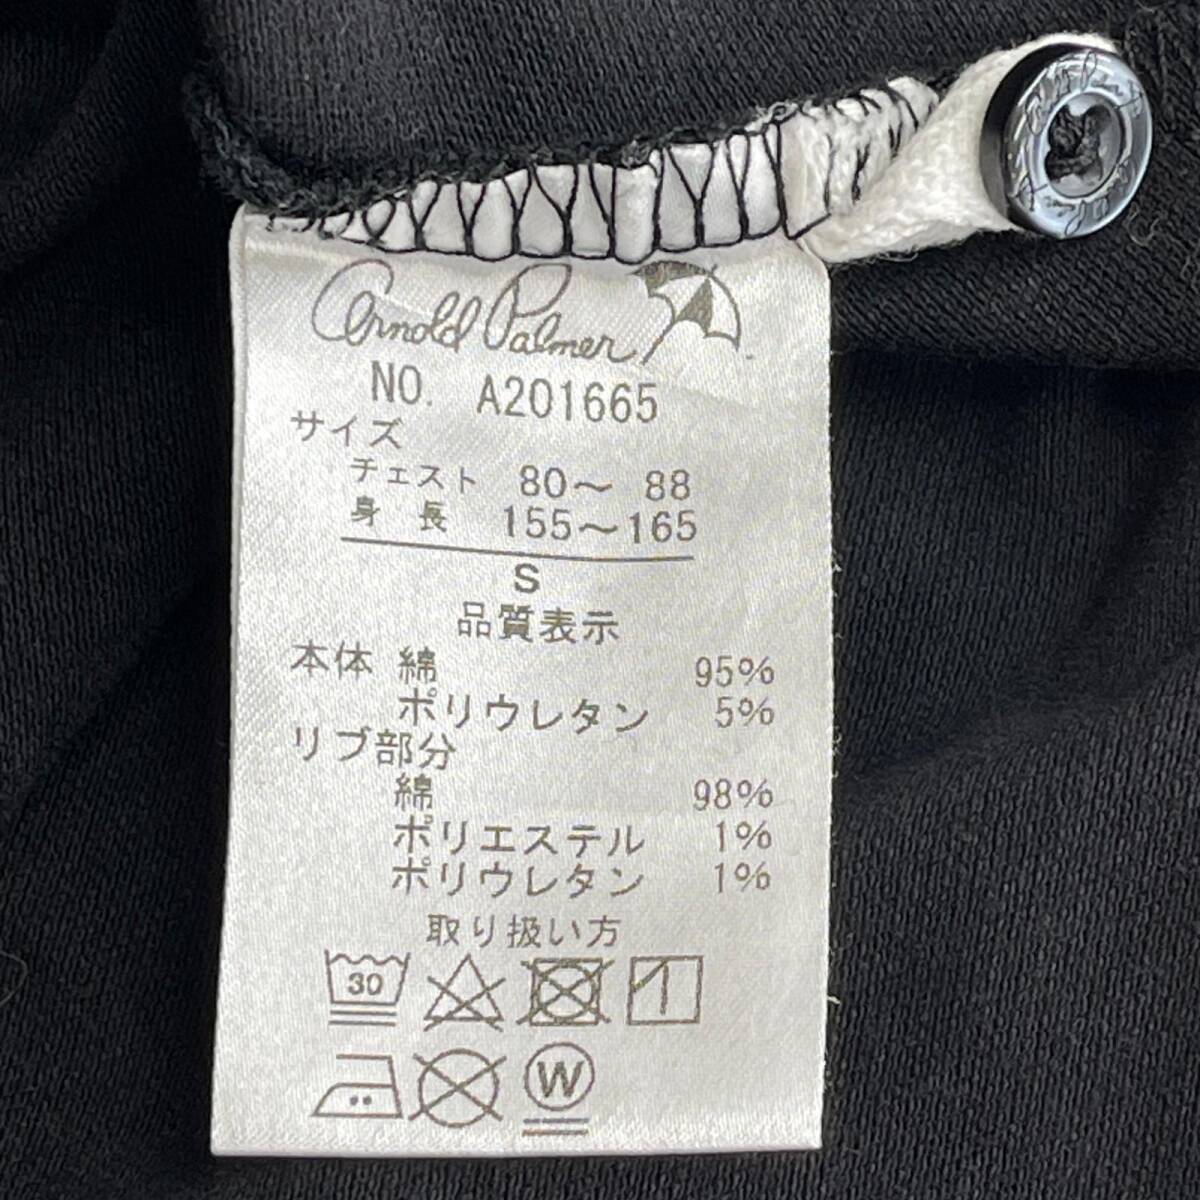 Arnold Palmer
NO. A201665
サイズ
チェスト 80～ 88
身 長 155～165
S
品質表示
本体 綿 95%
ポリウレタン 5%
リブ部分
綿 98%
ポリエステル 1%
ポリウレタン 1%
取り扱い方
30
W